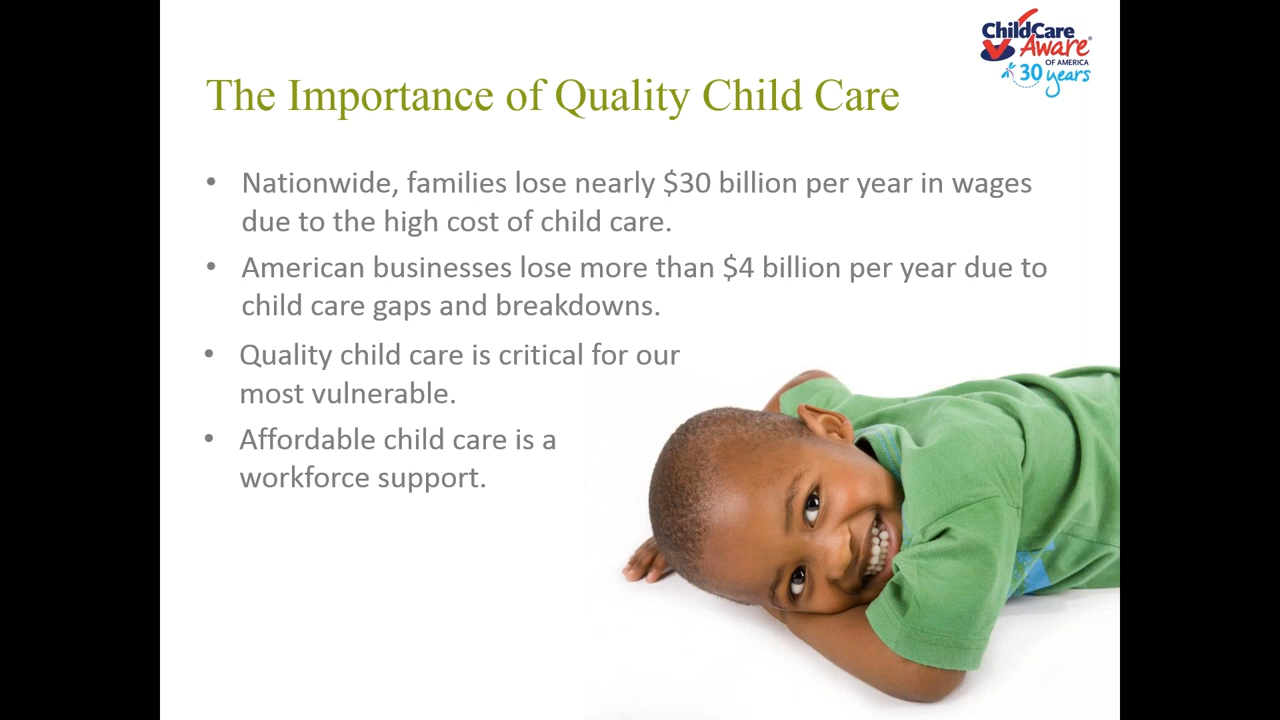 ChildCare
Aware®
OF AMERICA
30 years
The Importance of Quality Child Care
• Nationwide, families lose nearly $30 billion per year in wages
due to the high cost of child care.
• American businesses lose more than $4 billion per year due to
child care gaps and breakdowns.
• Quality child care is critical for our
most vulnerable.
• Affordable child care is a
workforce support.